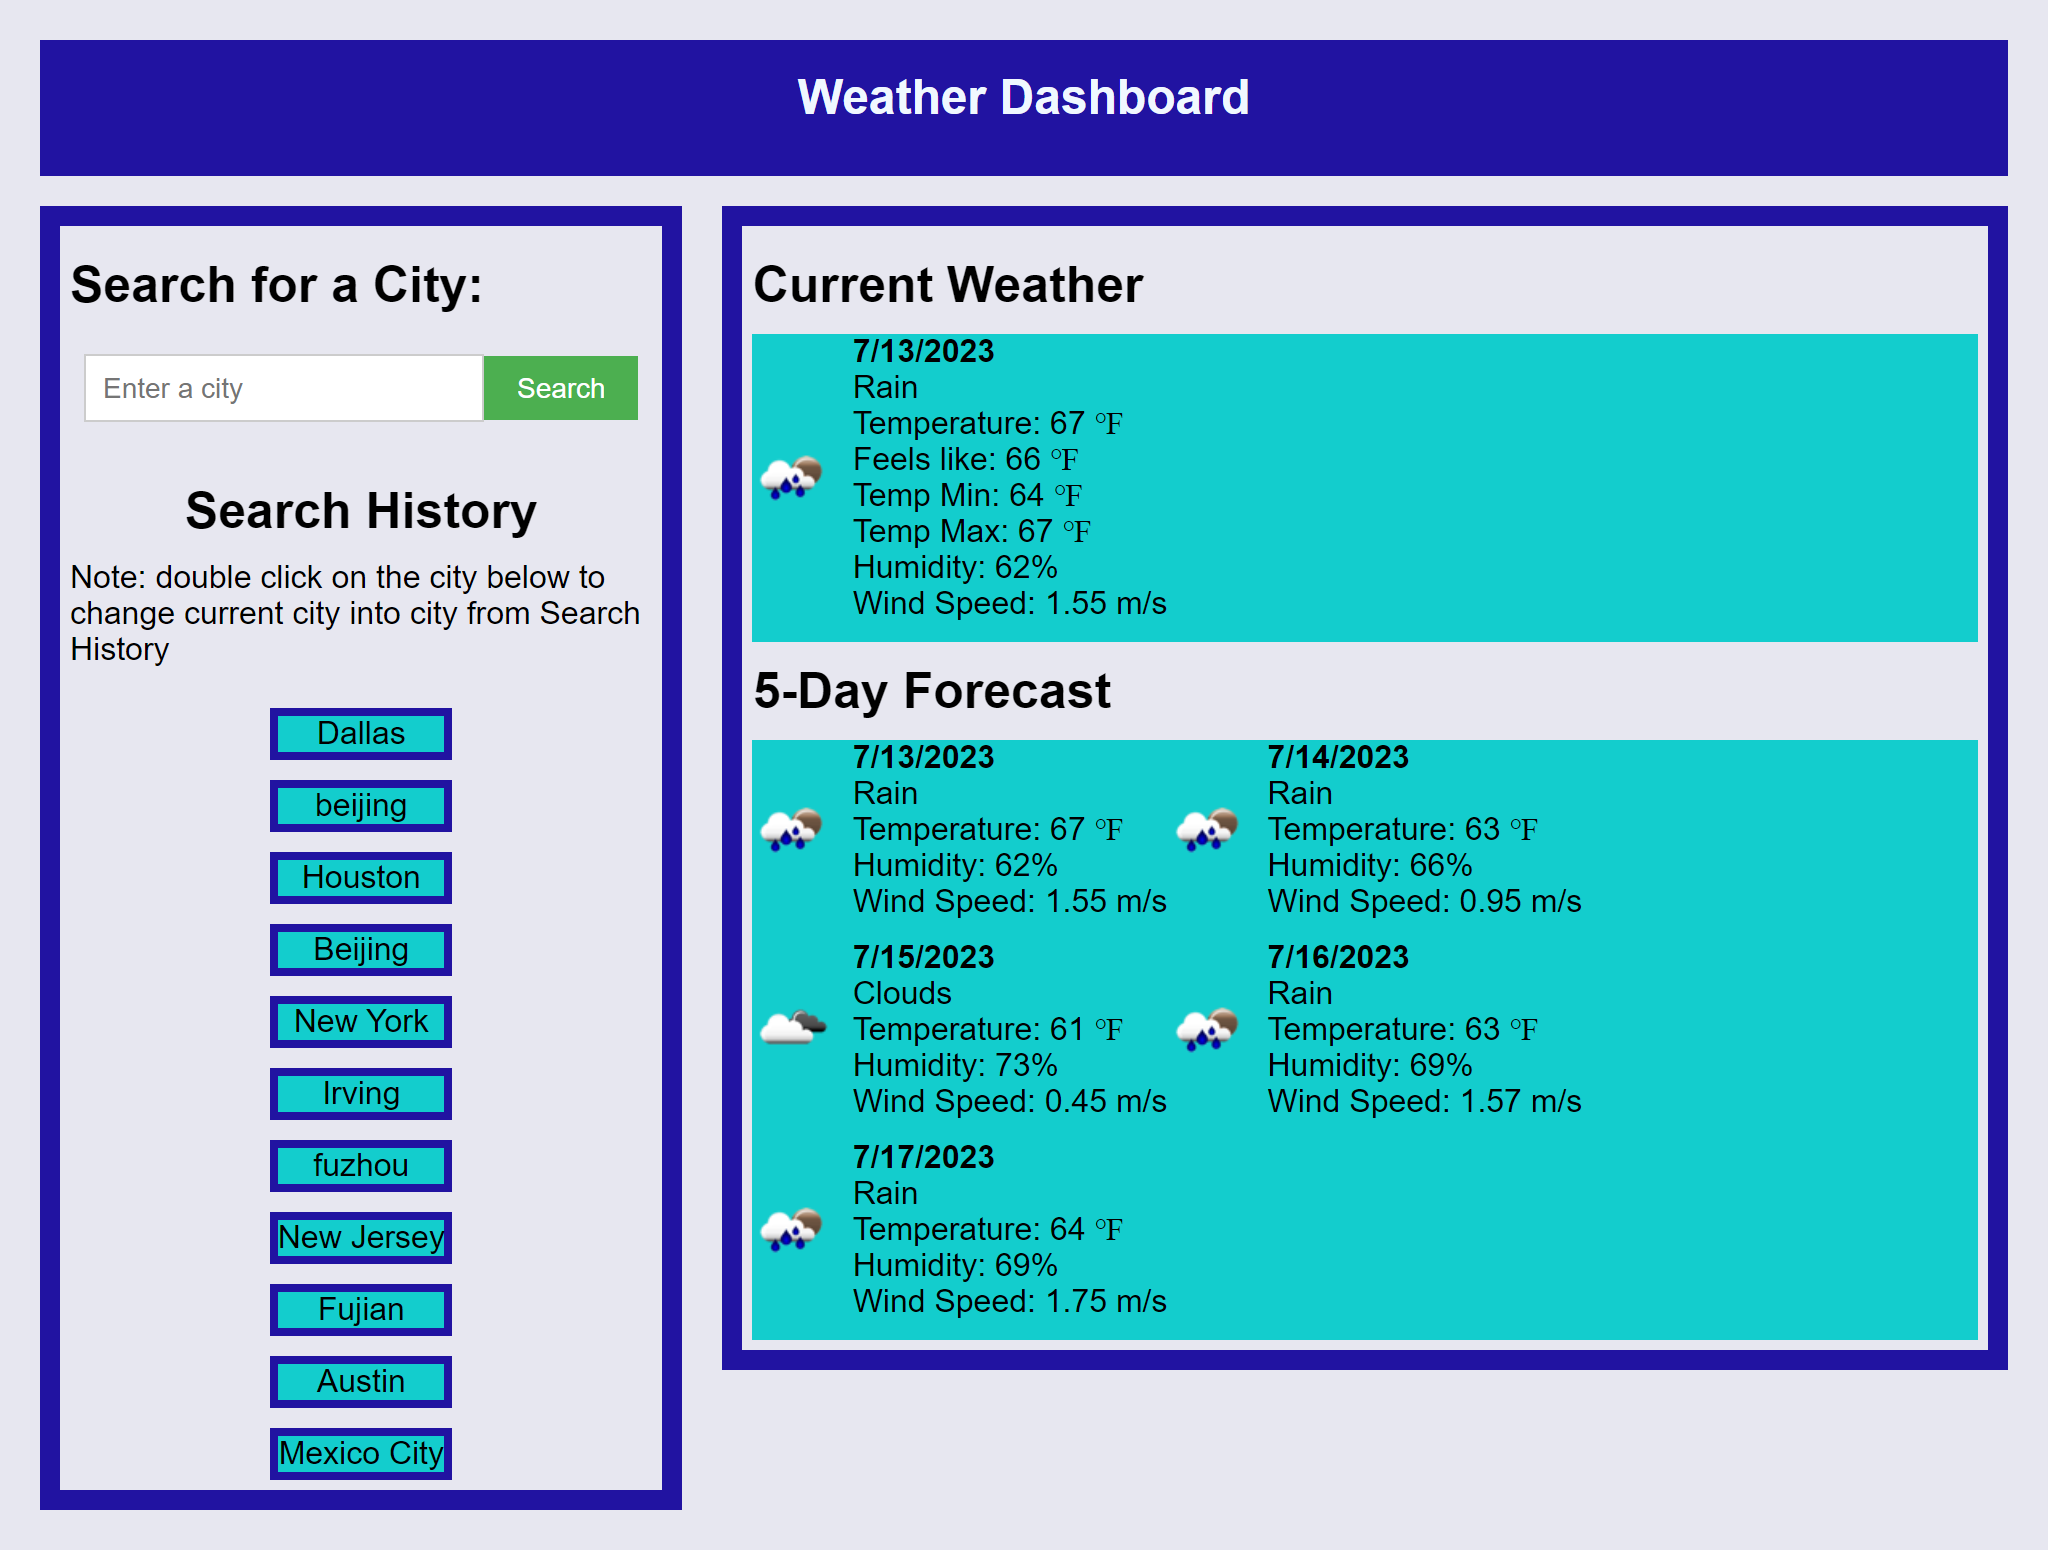 Weather Dashboard
Search for a City:
Enter a city
Search
Search History
Note: double click on the city below to
change current city into city from Search
History
Dallas
beijing
Houston
Beijing
New York
Irving
fuzhou
New Jersey
Fujian
Austin
Mexico City
Current Weather
7/13/2023
Rain
Temperature: 67 ℉
Feels like: 66 ℉
Temp Min: 64 ℉
Temp Max: 67 ℉
Humidity: 62%
Wind Speed: 1.55 m/s
5-Day Forecast
7/13/2023
Rain
Temperature: 67 ℉
Humidity: 62%
Wind Speed: 1.55 m/s
7/14/2023
Rain
Temperature: 63 ℉
Humidity: 66%
Wind Speed: 0.95 m/s
7/15/2023
Clouds
Temperature: 61 ℉
Humidity: 73%
Wind Speed: 0.45 m/s
7/16/2023
Rain
Temperature: 63 ℉
Humidity: 69%
Wind Speed: 1.57 m/s
7/17/2023
Rain
Temperature: 64 ℉
Humidity: 69%
Wind Speed: 1.75 m/s